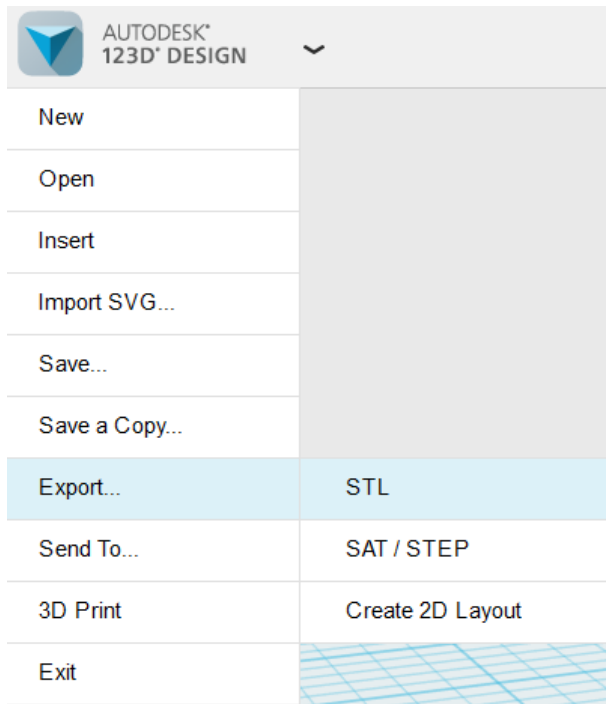 AUTODESK®
123D® DESIGN
New
Open
Insert
Import SVG...
Save...
Save a Copy...
Export...
STL
Send To...
SAT / STEP
3D Print
Create 2D Layout
Exit